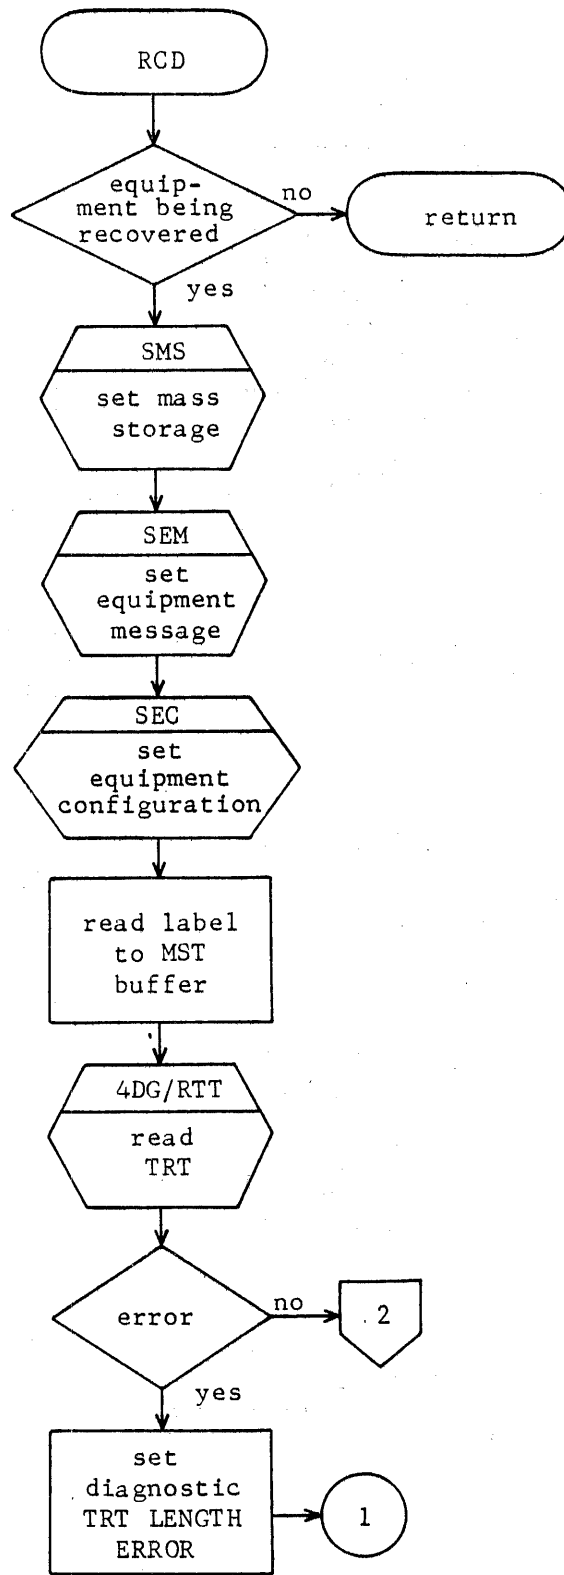 RCD
equip-
ment being
recovered
no
return
yes
SMS
set mass
storage
SEM
set
equipment
message
SEC
set
equipment
configuration
read label
to MST
buffer
4DG/RTT
read
TRT
error
no
2
yes
set
diagnostic
TRT LENGTH
ERROR
1